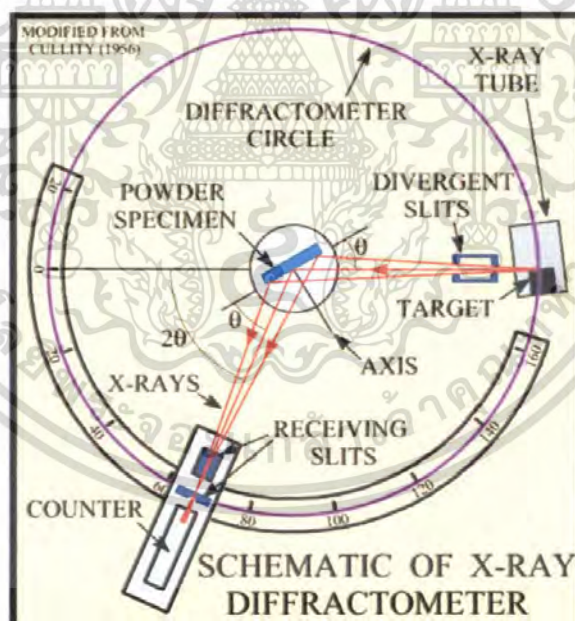 MODIFIED FROM
CULLITY (1956)
X-RAY
TUBE
DIFFRACTOMETER
CIRCLE
POWDER
SPECIMEN
DIVERGENT
SLITS
θ
TARGET
20
0
20
40
60
80
100
120
140
160
2θ
θ
AXIS
X-RAYS
RECEIVING
SLITS
COUNTER
SCHEMATIC OF X-RAY
DIFFRACTOMETER